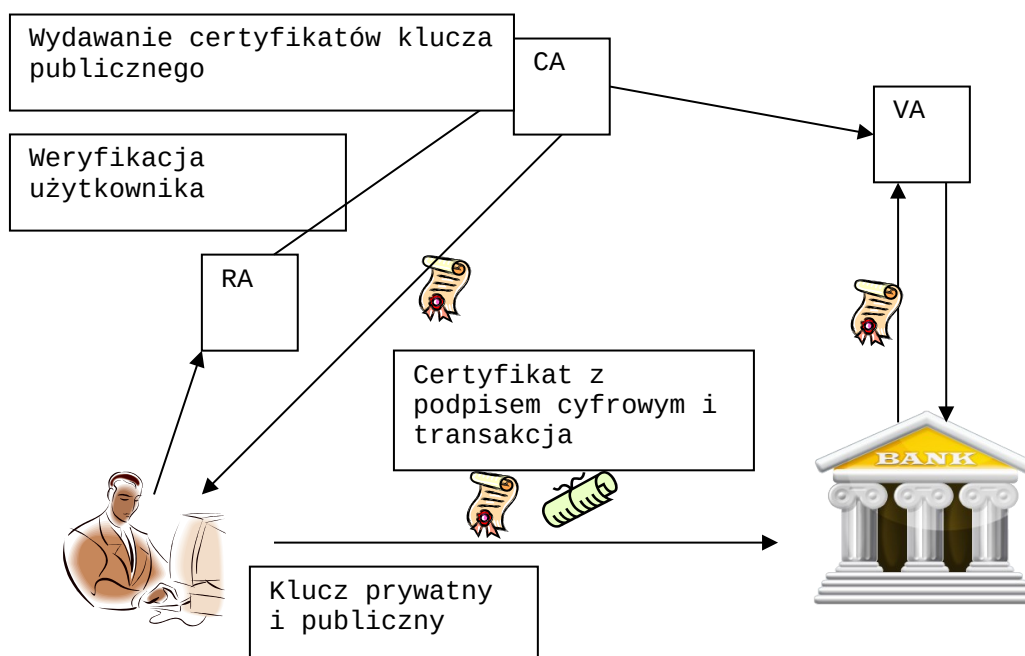 Wydawanie certyfikatów klucza
publicznego
CA
VA
Weryfikacja
użytkownika
RA
Certyfikat z
podpisem cyfrowym i
transakcja
BANK
Klucz prywatny
i publiczny